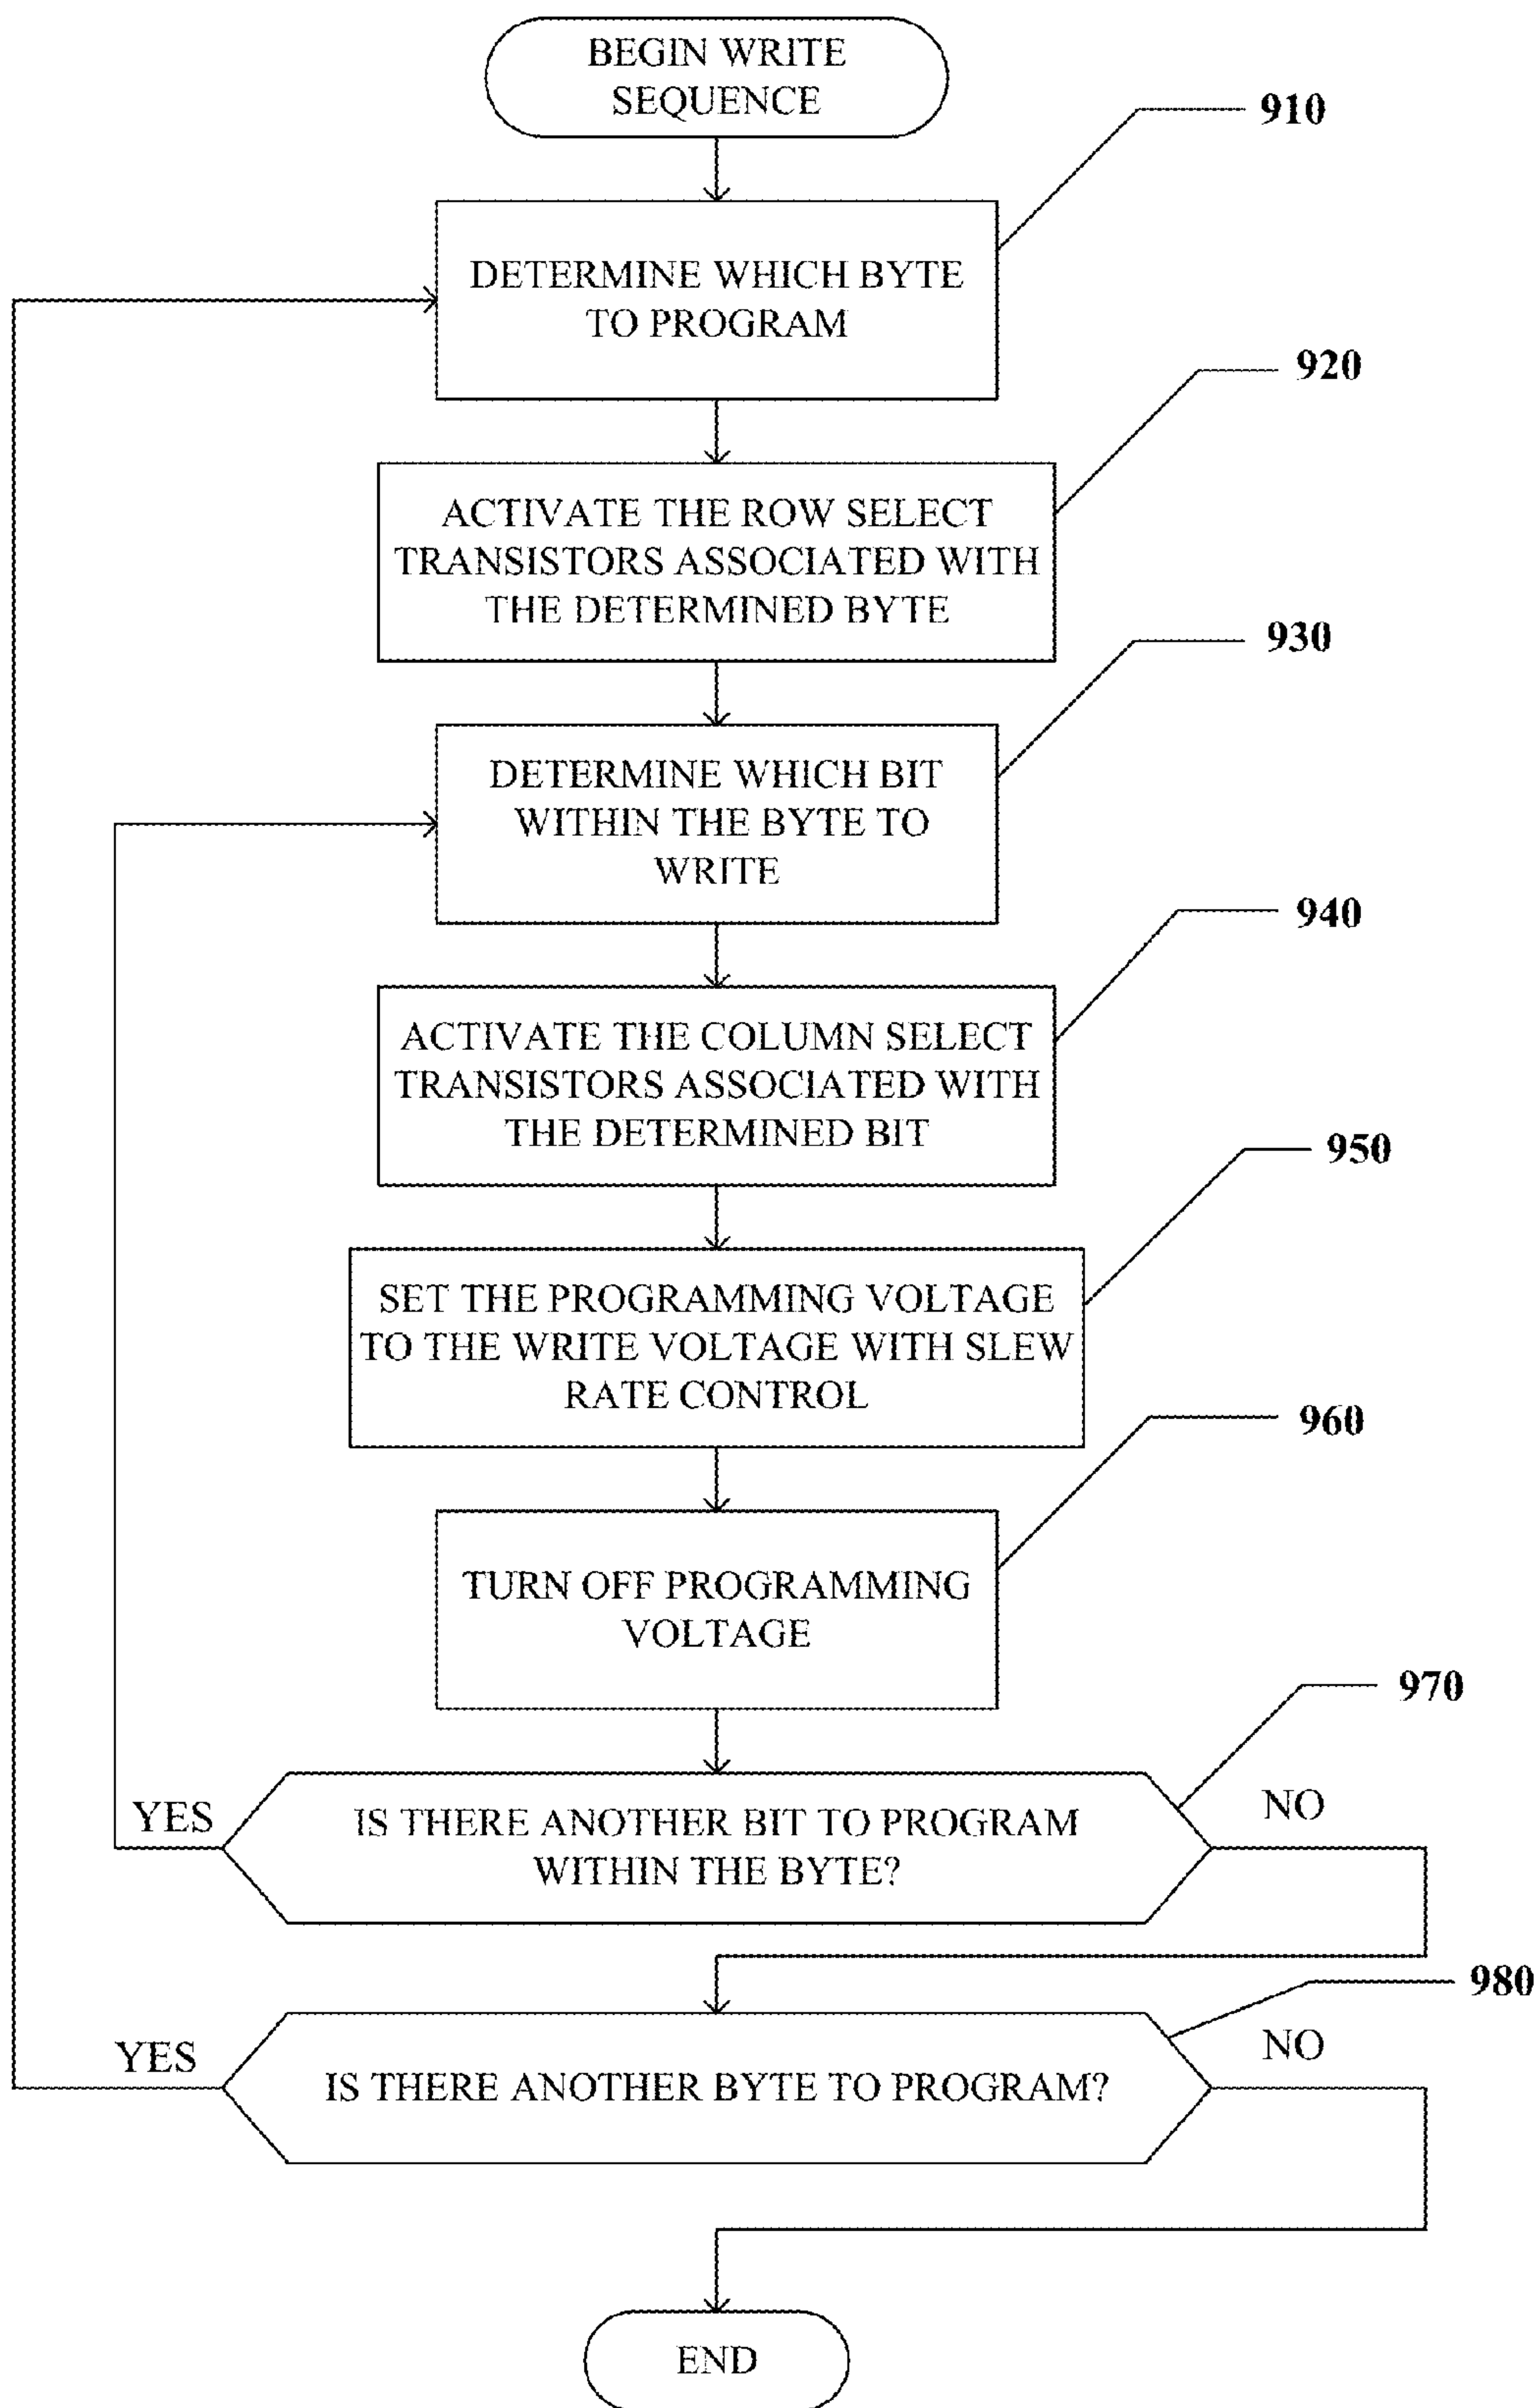 BEGIN WRITE
SEQUENCE
910
DETERMINE WHICH BYTE
TO PROGRAM
920
ACTIVATE THE ROW SELECT
TRANSISTORS ASSOCIATED WITH
THE DETERMINED BYTE
930
DETERMINE WHICH BIT
WITHIN THE BYTE TO
WRITE
940
ACTIVATE THE COLUMN SELECT
TRANSISTORS ASSOCIATED WITH
THE DETERMINED BIT
950
SET THE PROGRAMMING VOLTAGE
TO THE WRITE VOLTAGE WITH SLEW
RATE CONTROL
960
TURN OFF PROGRAMMING
VOLTAGE
970
YES
IS THERE ANOTHER BIT TO PROGRAM
WITHIN THE BYTE?
NO
980
YES
IS THERE ANOTHER BYTE TO PROGRAM?
NO
END